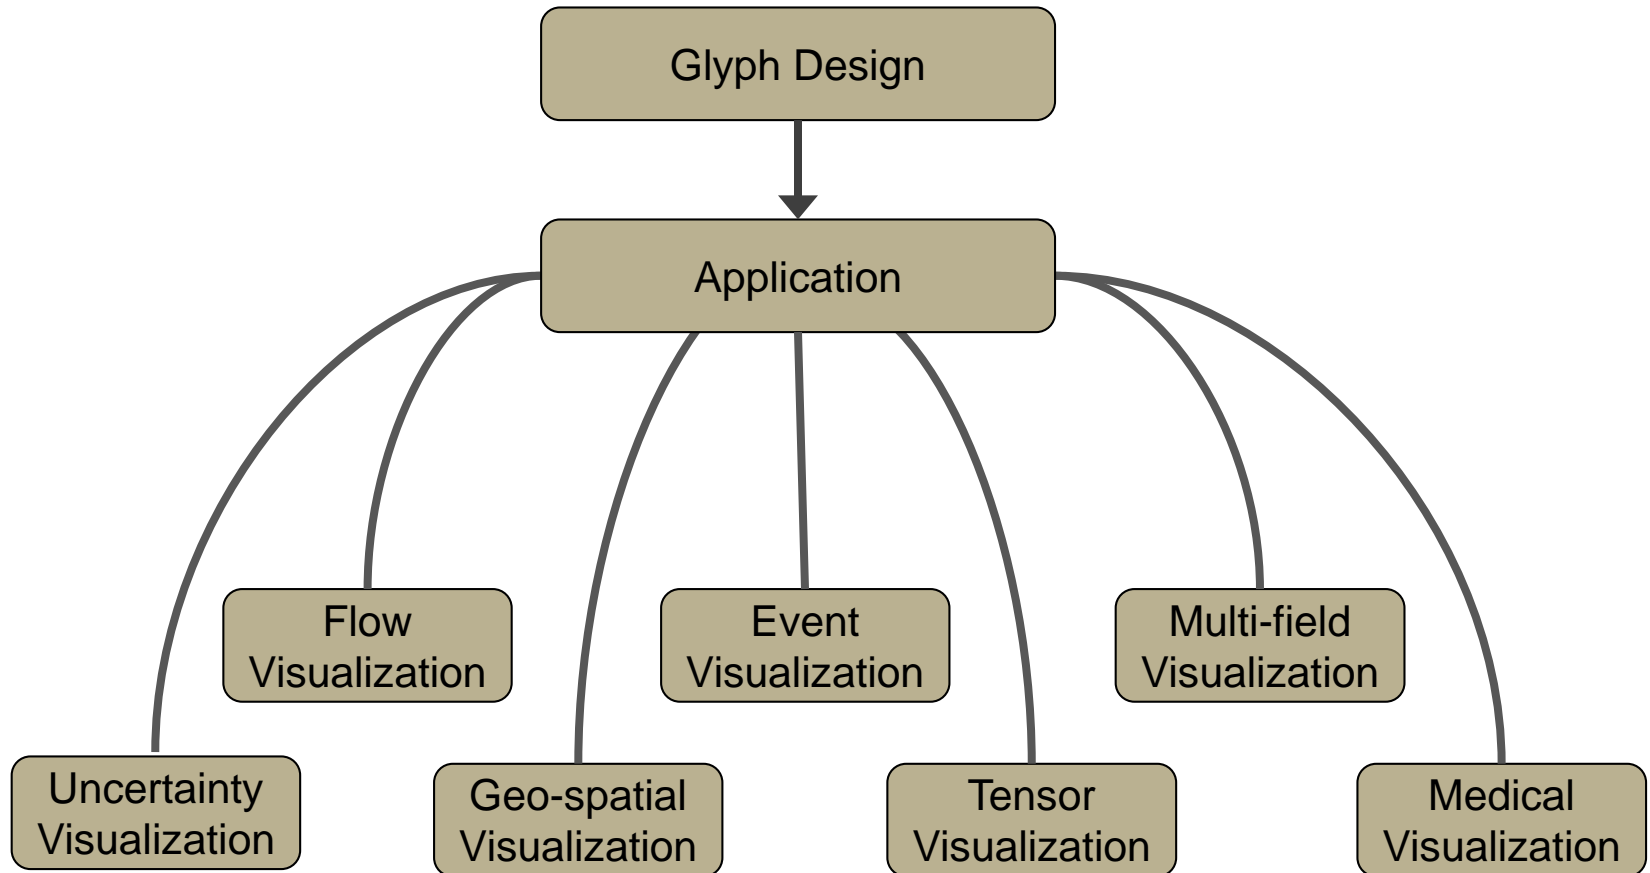 Glyph Design
Application
Flow
Visualization
Event
Visualization
Multi-field
Visualization
Uncertainty
Visualization
Geo-spatial
Visualization
Tensor
Visualization
Medical
Visualization